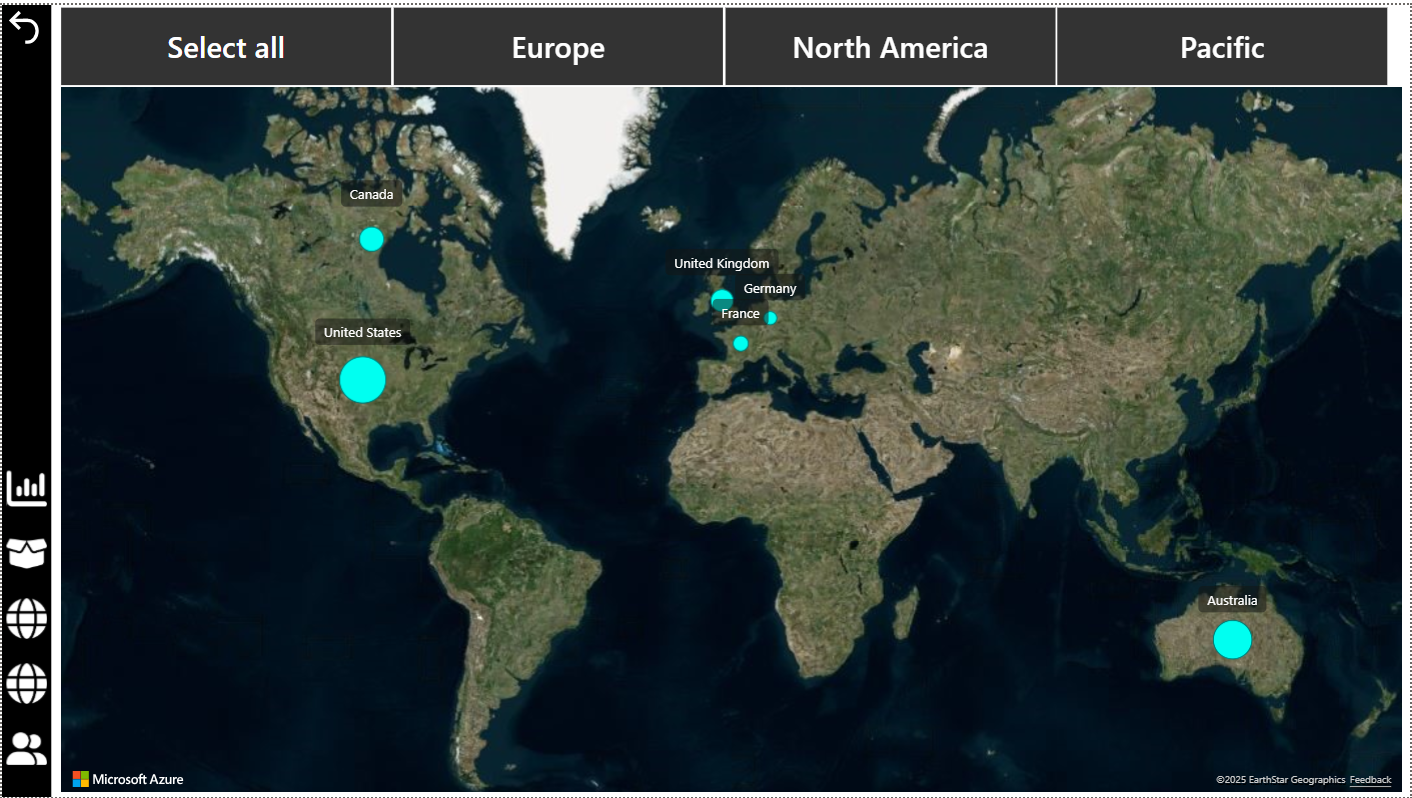 Select all
Europe
North America
Pacific
Canada
United Kingdom
Germany
France
United States
Australia
Microsoft Azure
©2025 EarthStar Geographics Feedback